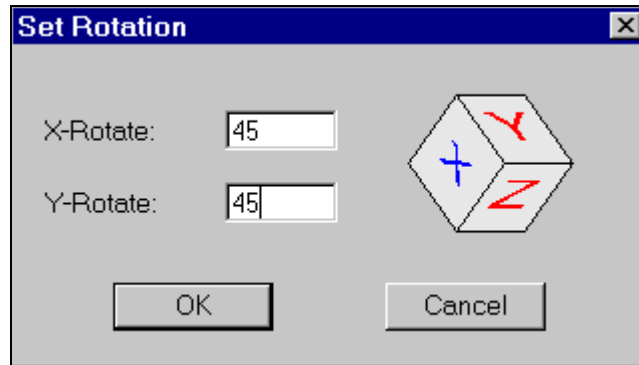 Set Rotation
X-Rotate: 45
Y-Rotate: 45
X
Y
Z
OK
Cancel